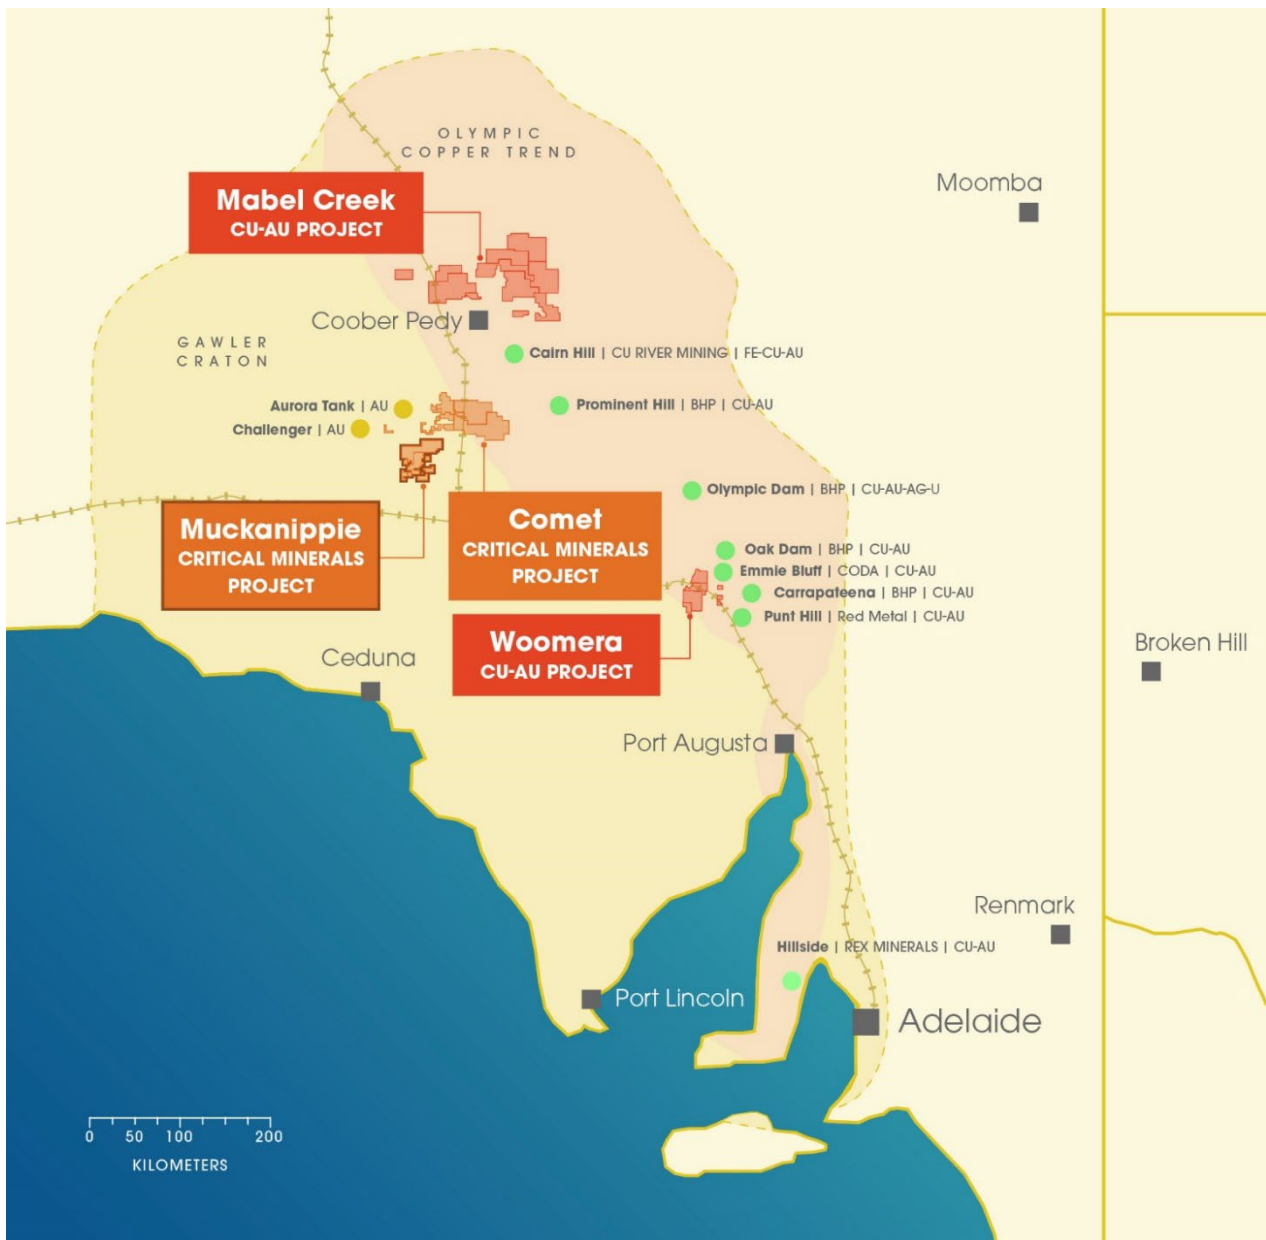 OLYMPIC
COPPER TREND
Moomba
Mabel Creek
CU-AU PROJECT
Coober Pedy
GAWLER
CRATON
Cairn Hill | CU RIVER MINING | FE-CU-AU
Aurora Tank | AU
Prominent Hill | BHP | CU-AU
Challenger | AU
Olympic Dam | BHP | CU-AU-AG-U
Muckanippie
CRITICAL MINERALS
PROJECT
Comet
CRITICAL MINERALS
PROJECT
Oak Dam | BHP | CU-AU
Emmie Bluff | CODA | CU-AU
Carrapateena | BHP | CU-AU
Punt Hill | Red Metal | CU-AU
Woomera
CU-AU PROJECT
Broken Hill
Ceduna
Port Augusta
Renmark
Hillside | REX MINERALS | CU-AU
Port Lincoln
Adelaide
0 50 100 200
KILOMETERS